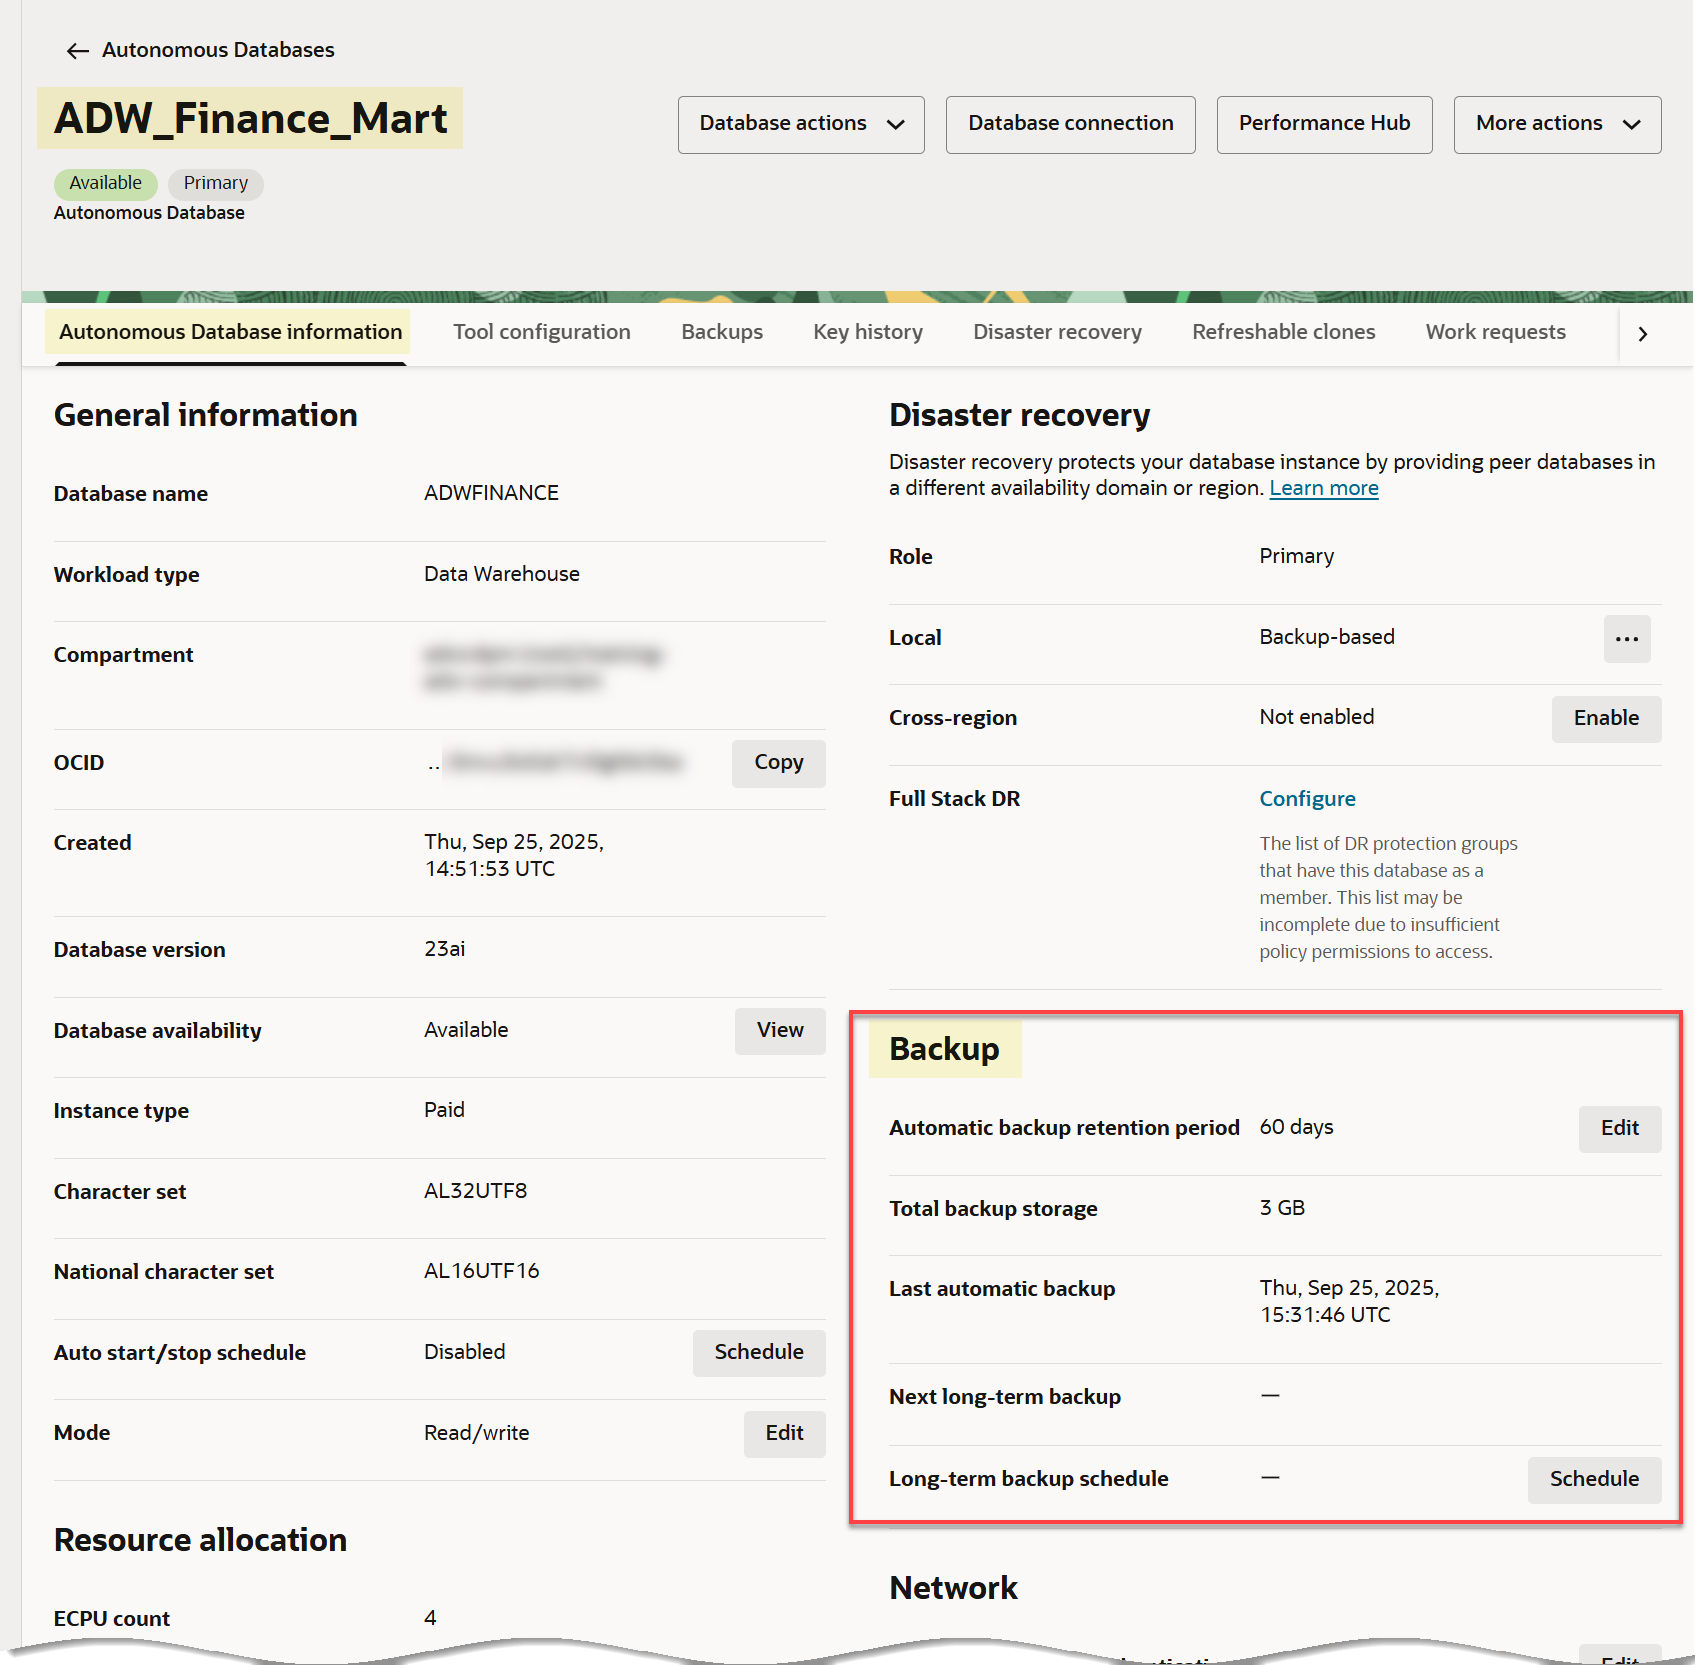 Autonomous Databases
ADW_Finance_Mart
Database actions
Database connection
Performance Hub
More actions
Available
Primary
Autonomous Database
Autonomous Database information
Tool configuration
Backups
Key history
Disaster recovery
Refreshable clones
Work requests
General information
Database name
ADWFINANCE
Workload type
Data Warehouse
Compartment
OCID
..
Copy
Created
Thu, Sep 25, 2025,
14:51:53 UTC
Database version
23ai
Database availability
Available
View
Instance type
Paid
Character set
AL32UTF8
National character set
AL16UTF16
Auto start/stop schedule
Disabled
Schedule
Mode
Read/write
Edit
Resource allocation
ECPU count
4
Disaster recovery
Disaster recovery protects your database instance by providing peer databases in
a different availability domain or region. Learn more
Role
Primary
Local
Backup-based
...
Cross-region
Not enabled
Enable
Full Stack DR
Configure
The list of DR protection groups
that have this database as a
member. This list may be
incomplete due to insufficient
policy permissions to access.
Backup
Automatic backup retention period
60 days
Edit
Total backup storage
3 GB
Last automatic backup
Thu, Sep 25, 2025,
15:31:46 UTC
Next long-term backup
—
Long-term backup schedule
—
Schedule
Network
Edit